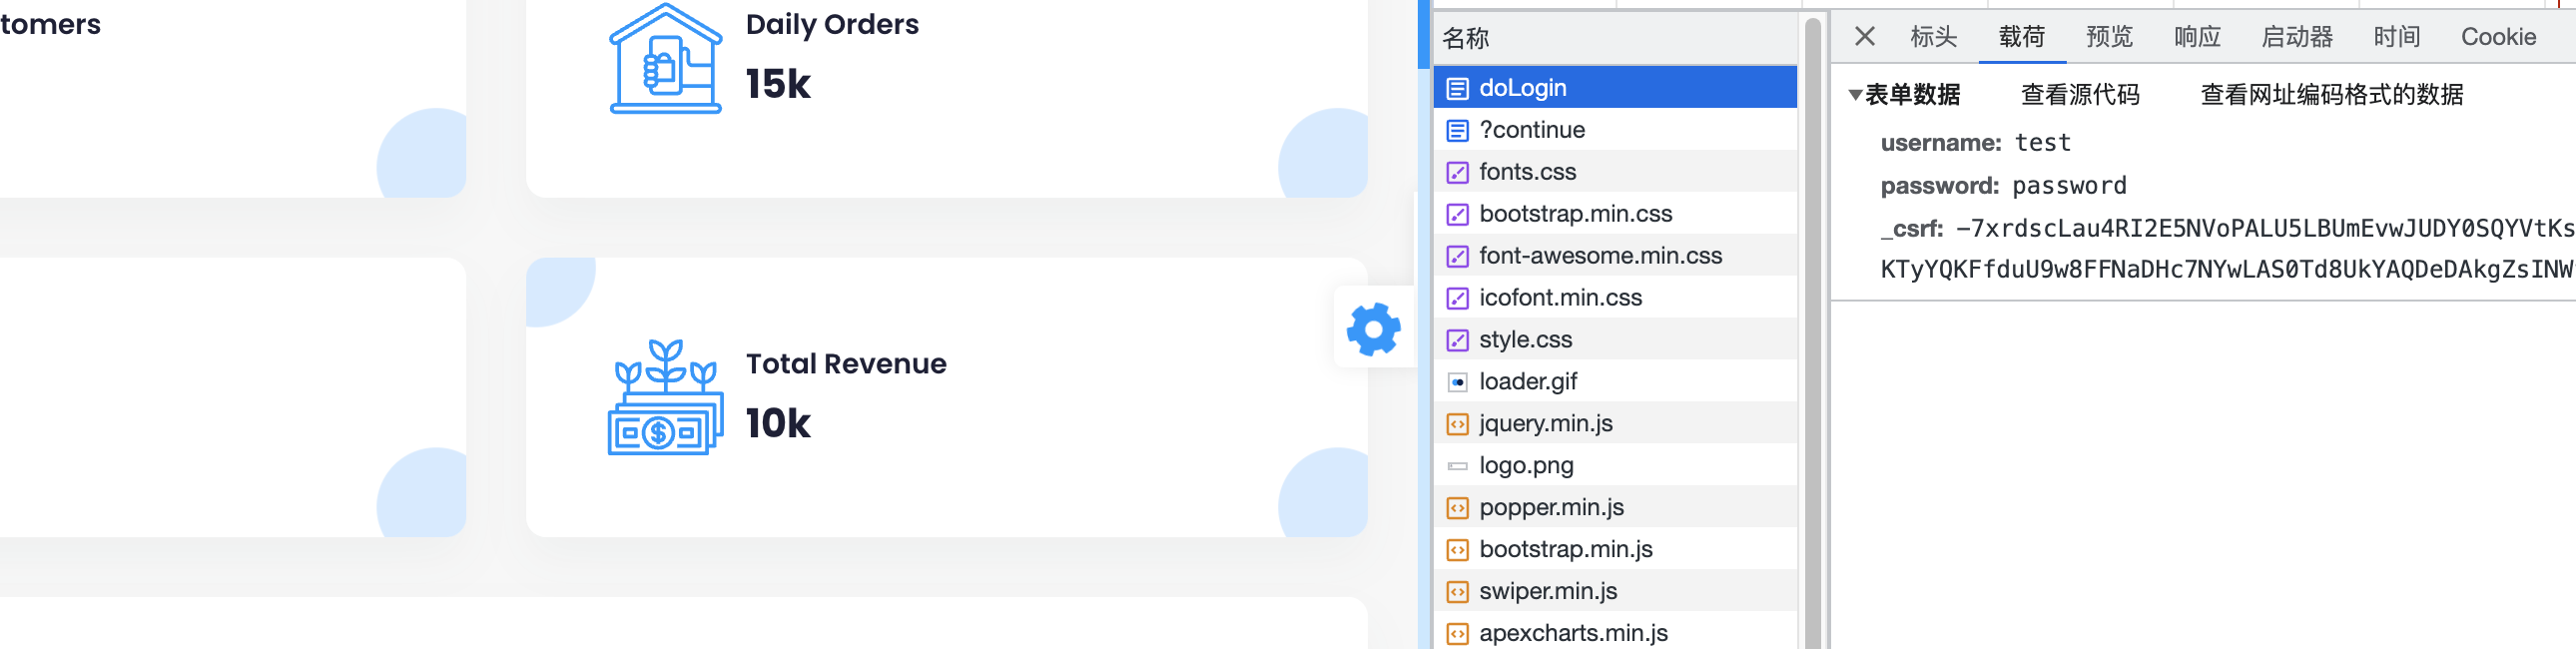 tomers
Daily Orders
15k
Total Revenue
10k
名称
doLogin
?continue
fonts.css
bootstrap.min.css
font-awesome.min.css
icofont.min.css
style.css
loader.gif
jquery.min.js
logo.png
popper.min.js
bootstrap.min.js
swiper.min.js
apexcharts.min.js
标头 载荷 预览 响应 启动器 时间 Cookie
表单数据 查看源代码 查看网址编码格式的数据
username: test
password: password
_csrf: -7xrdscLau4RI2E5NVoPALU5LBUmEvwJUDY0SQYVtKs
KTyYQKFfduU9w8FFNaDHc7NYwLAS0Td8UkYAQDeDAkgZsINW